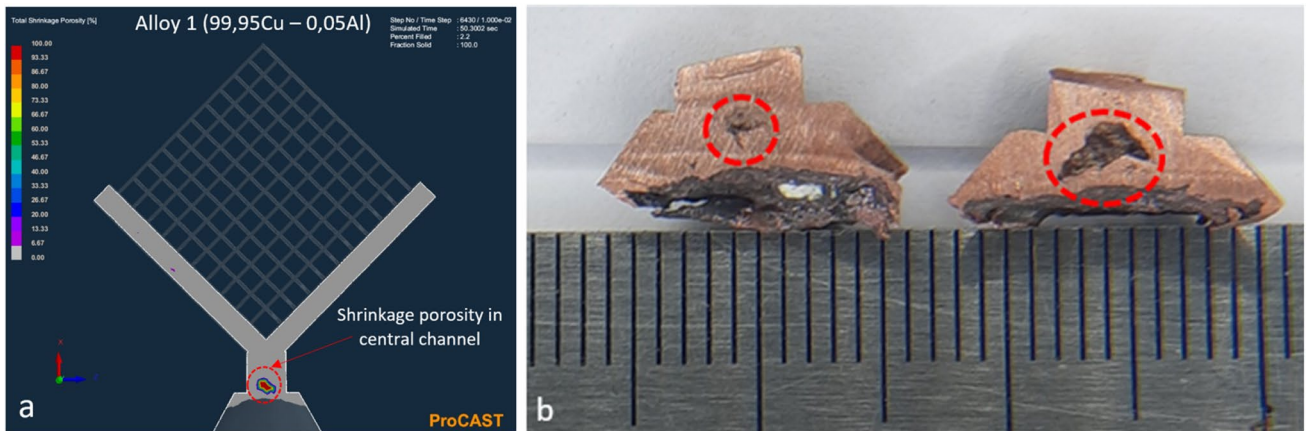 Total Shrinkage Porosity [%]
Alloy 1 (99,95Cu – 0,05Al)
Step No / Time Step : 6430 / 1.000e-02
Simulated Time : 50.3002 sec
Percent Filled : 2.2
Fraction Solid : 100.0
100.00
93.33
86.67
80.00
73.33
66.67
60.00
53.33
46.67
40.00
33.33
26.67
20.00
13.33
6.67
0.00
Shrinkage porosity in
central channel
X
a
ProCAST
b